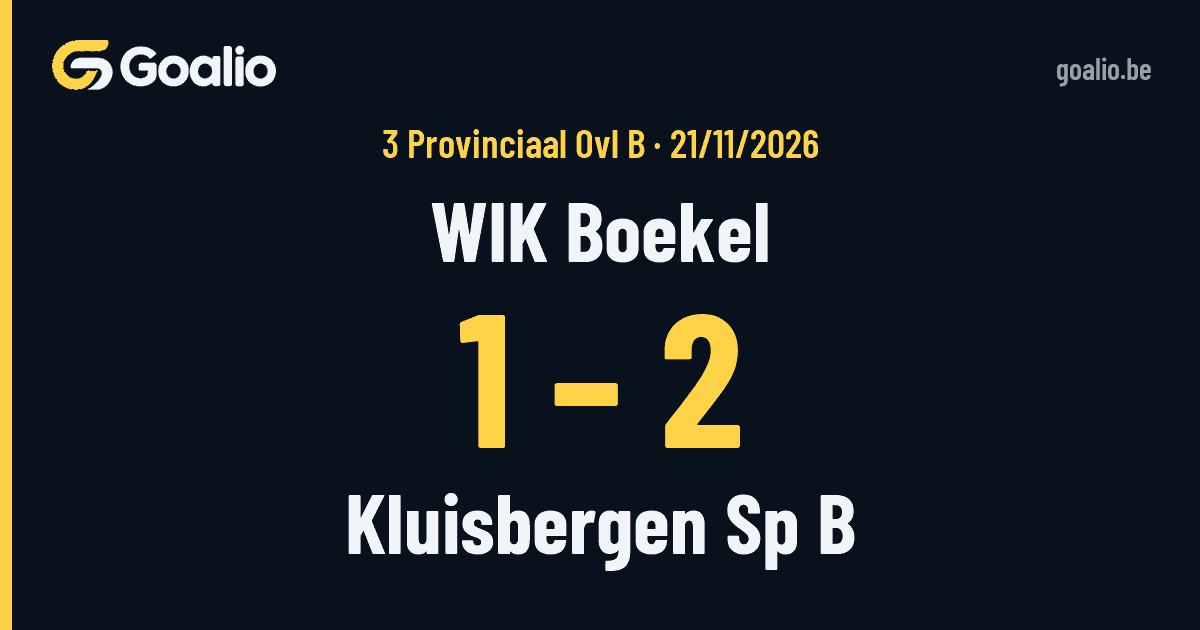 Goalio
goalio.be
3 Provinciaal Ovl B · 21/11/2026
WIK Boekel
1 – 2
Kluisbergen Sp B